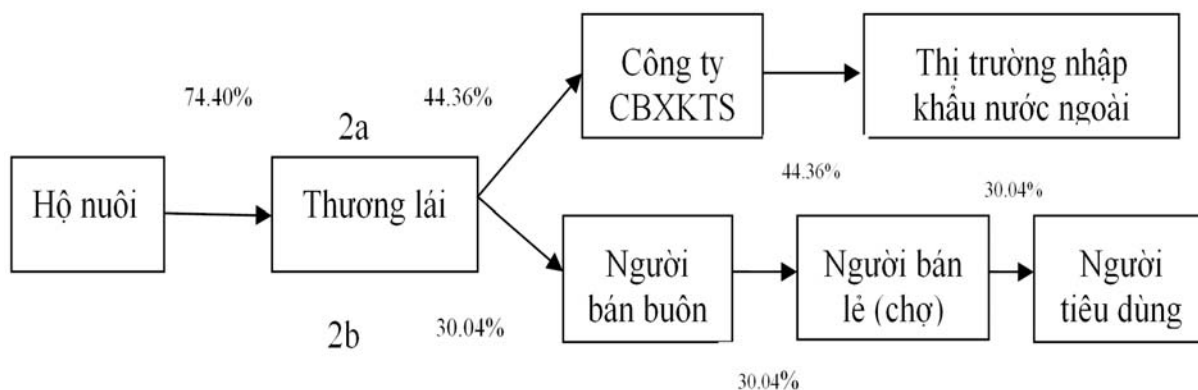 Công ty
CBXKTS
Thị trường nhập
khẩu nước ngoài
74.40%
44.36%
2a
44.36%
30.04%
Hộ nuôi
Thương lái
Người
bán buôn
Người bán
lẻ (chợ)
Người
tiêu dùng
2b
30.04%
30.04%